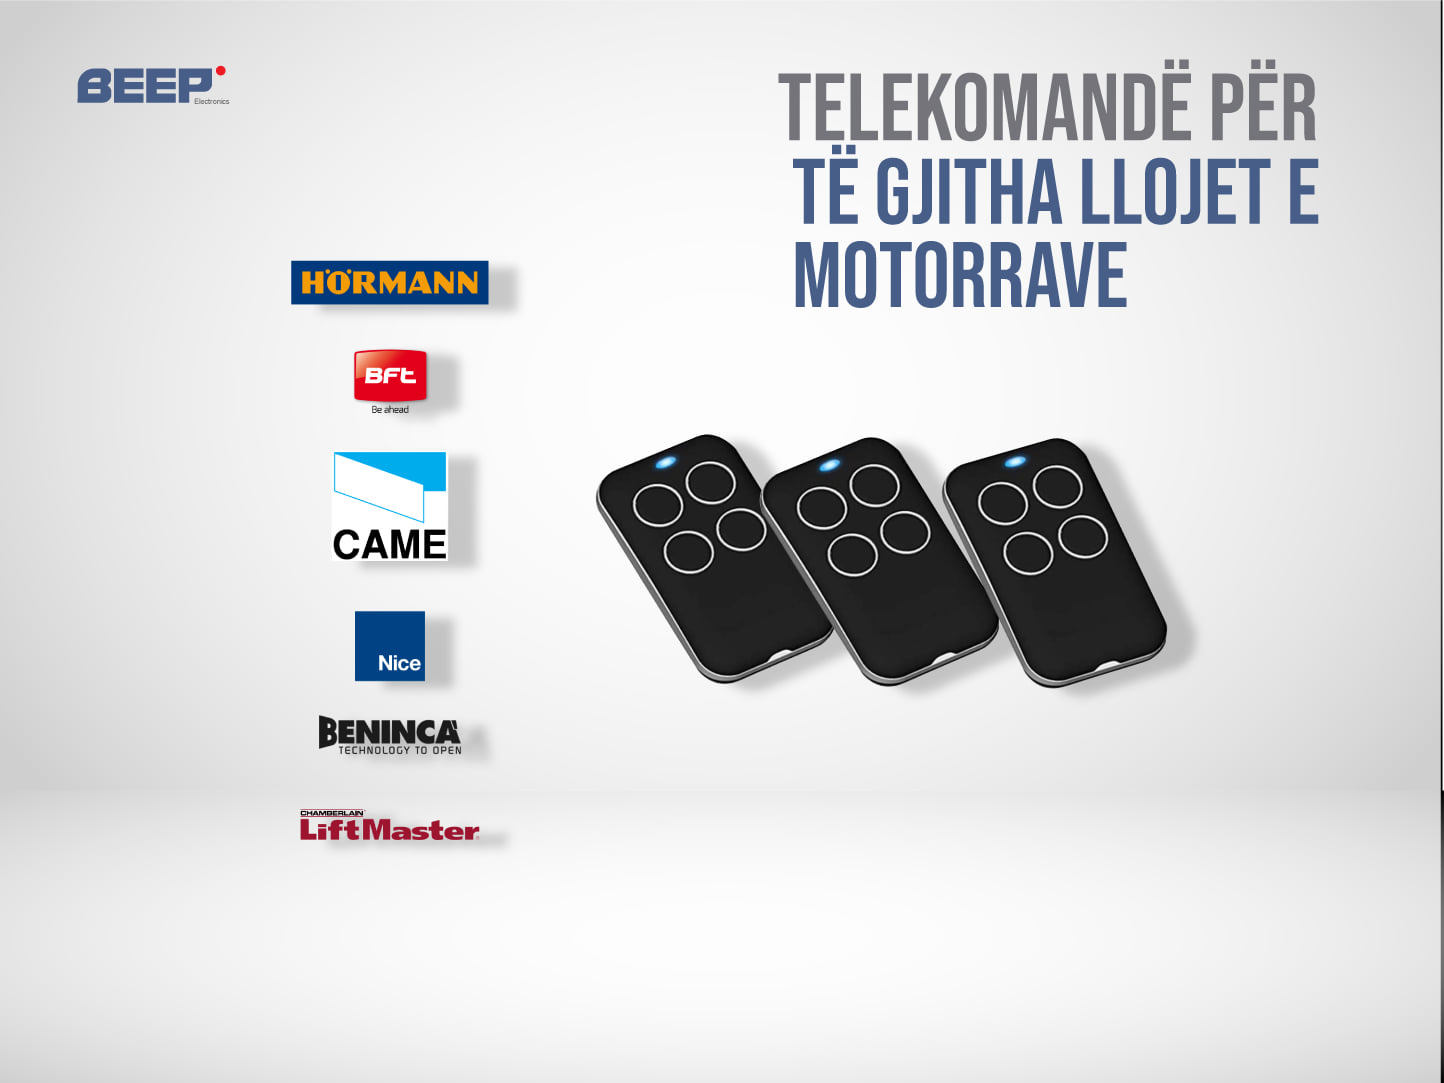 BEEP
Electronics
TELEKOMANDË PËR
TË GJITHA LLOJET E
MOTORRAVE
HÖRMANN
BFT
Be ahead
CAME
Nice
BENINCA'
TECHNOLOGY TO OPEN
CHAMBERLAIN
LiftMaster